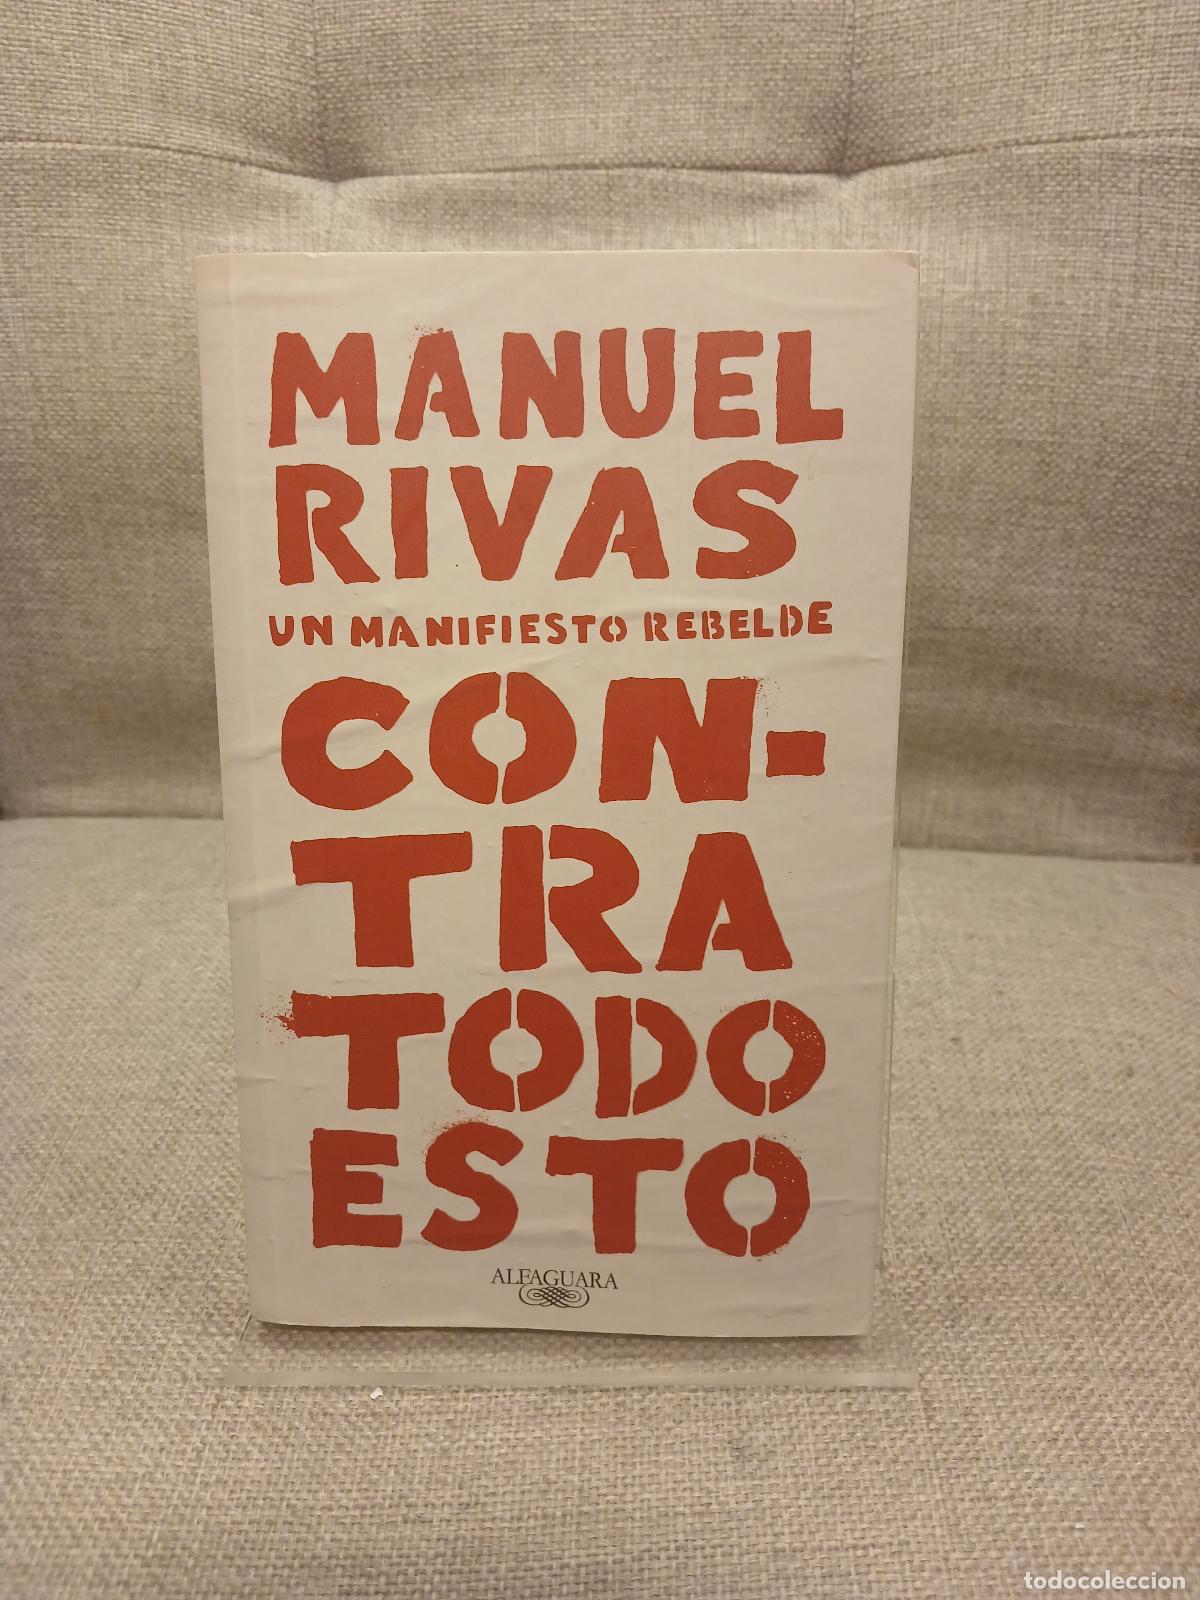 MANUEL
RIVAS
UN MANIFIESTO REBELDE
CON-
TRA
TODO
ESTO
ALFAGUARA
todocoleccion